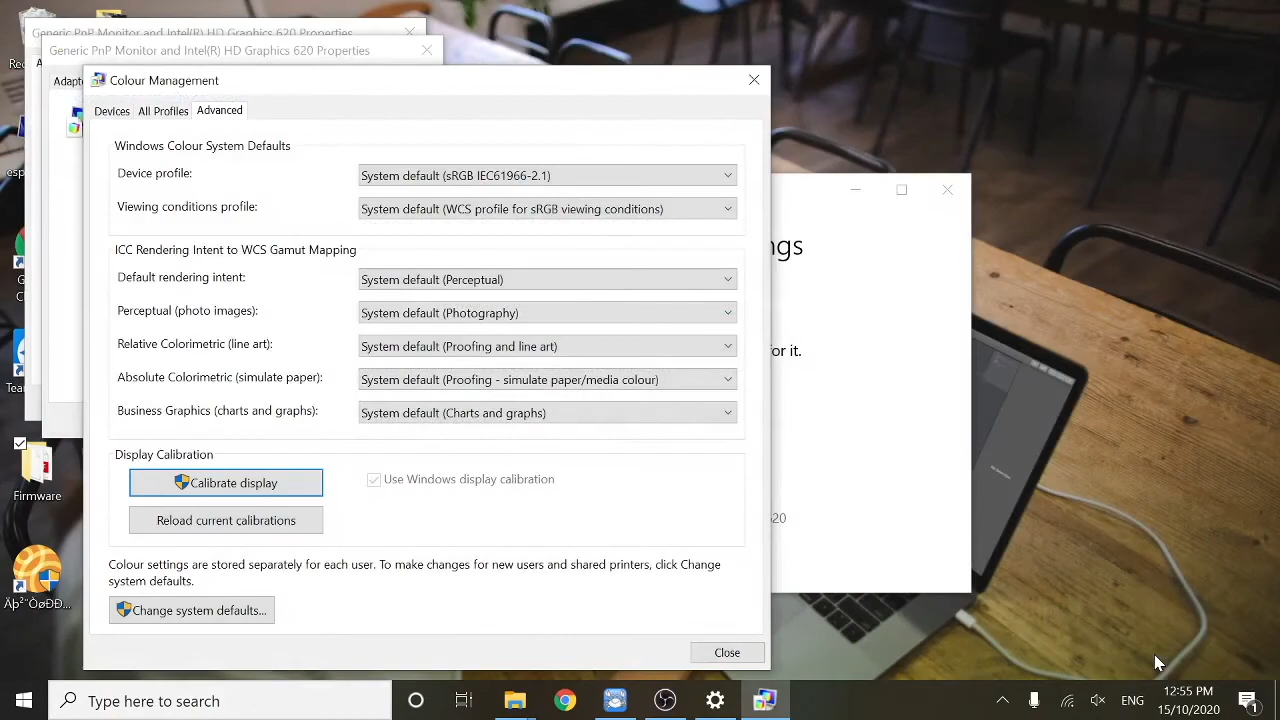 Generic PnP Monitor and Intel(R) HD Graphics 620 Properties
Generic PnP Monitor and Intel(R) HD Graphics 620 Properties
Adapt
Colour Management
Devices
All Profiles
Advanced
Windows Colour System Defaults
Device profile:
System default (sRGB IEC61966-2.1)
Viewing conditions profile:
System default (WCS profile for sRGB viewing conditions)
ICC Rendering Intent to WCS Gamut Mapping
Default rendering intent:
System default (Perceptual)
Perceptual (photo images):
System default (Photography)
Relative Colorimetric (line art):
System default (Proofing and line art)
Absolute Colorimetric (simulate paper):
System default (Proofing - simulate paper/media colour)
Business Graphics (charts and graphs):
System default (Charts and graphs)
Display Calibration
Calibrate display
Use Windows display calibration
Reload current calibrations
Colour settings are stored separately for each user. To make changes for new users and shared printers, click Change
system defaults.
Change system defaults...
Close
ngs
or it.
520
Rec
esp
G
C
Team
Firmware
Type here to search
ENG
12:55 PM
15/10/2020
1